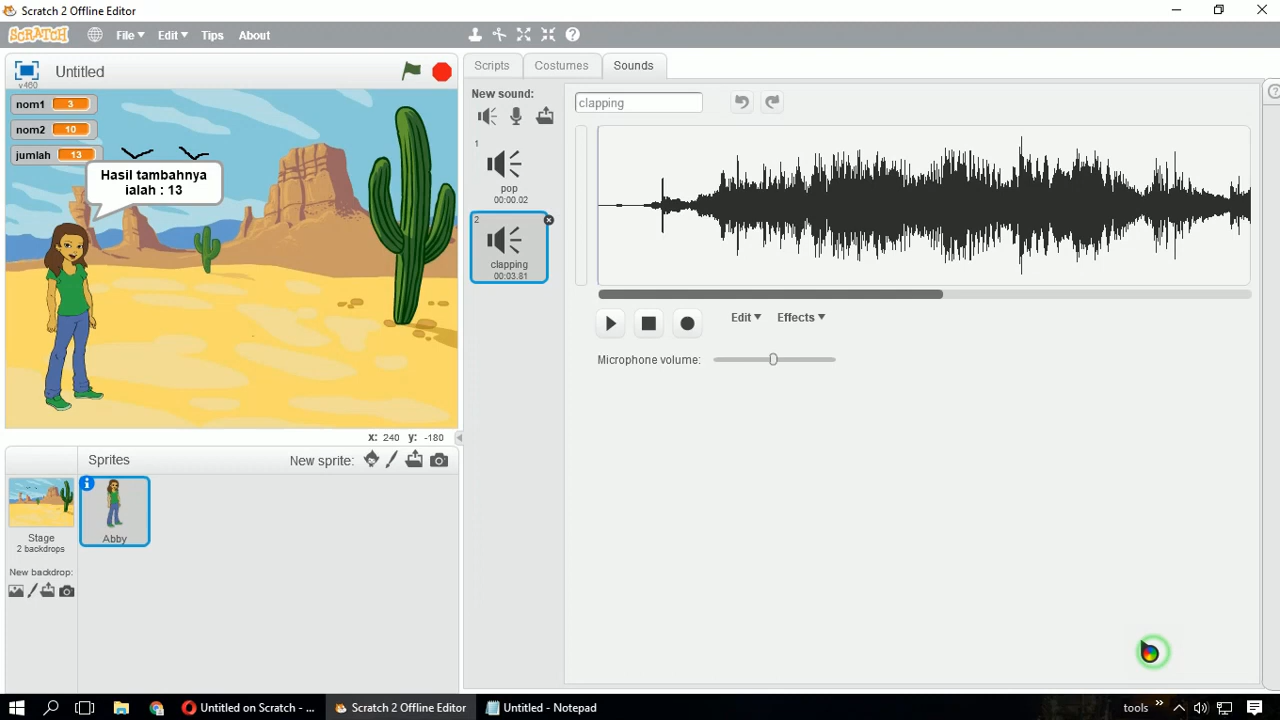 Scratch 2 Offline Editor
SCRATCH File Edit Tips About
v460 Untitled
Scripts Costumes Sounds
New sound:
clapping
nom1 3
nom2 10
jumlah 13
Hasil tambahnya
ialah : 13
1
pop
00:00.02
2
clapping
00:03.81
Edit Effects
Microphone volume:
x: 240 y: -180
Sprites New sprite:
Stage
2 backdrops
New backdrop:
Abby
Untitled on Scratch - ... Scratch 2 Offline Editor Untitled - Notepad tools